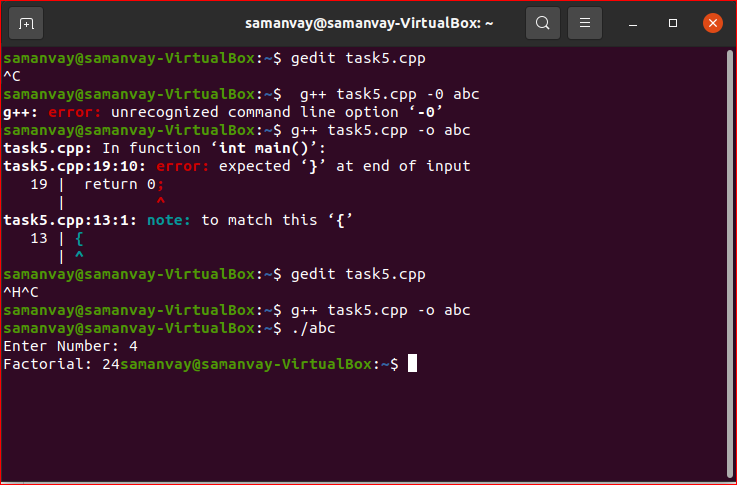 samanvay@samanvay-VirtualBox: ~
samanvay@samanvay-VirtualBox:~$ gedit task5.cpp
^C
samanvay@samanvay-VirtualBox:~$  g++ task5.cpp -0 abc
g++: error: unrecognized command line option ‘-0’
samanvay@samanvay-VirtualBox:~$ g++ task5.cpp -o abc
task5.cpp: In function ‘int main()’:
task5.cpp:19:10: error: expected ‘}’ at end of input
   19 |  return 0;
      |          ^
task5.cpp:13:1: note: to match this ‘{’
   13 | {
      | ^
samanvay@samanvay-VirtualBox:~$ gedit task5.cpp
^H^C
samanvay@samanvay-VirtualBox:~$ g++ task5.cpp -o abc
samanvay@samanvay-VirtualBox:~$ ./abc
Enter Number: 4
Factorial: 24samanvay@samanvay-VirtualBox:~$